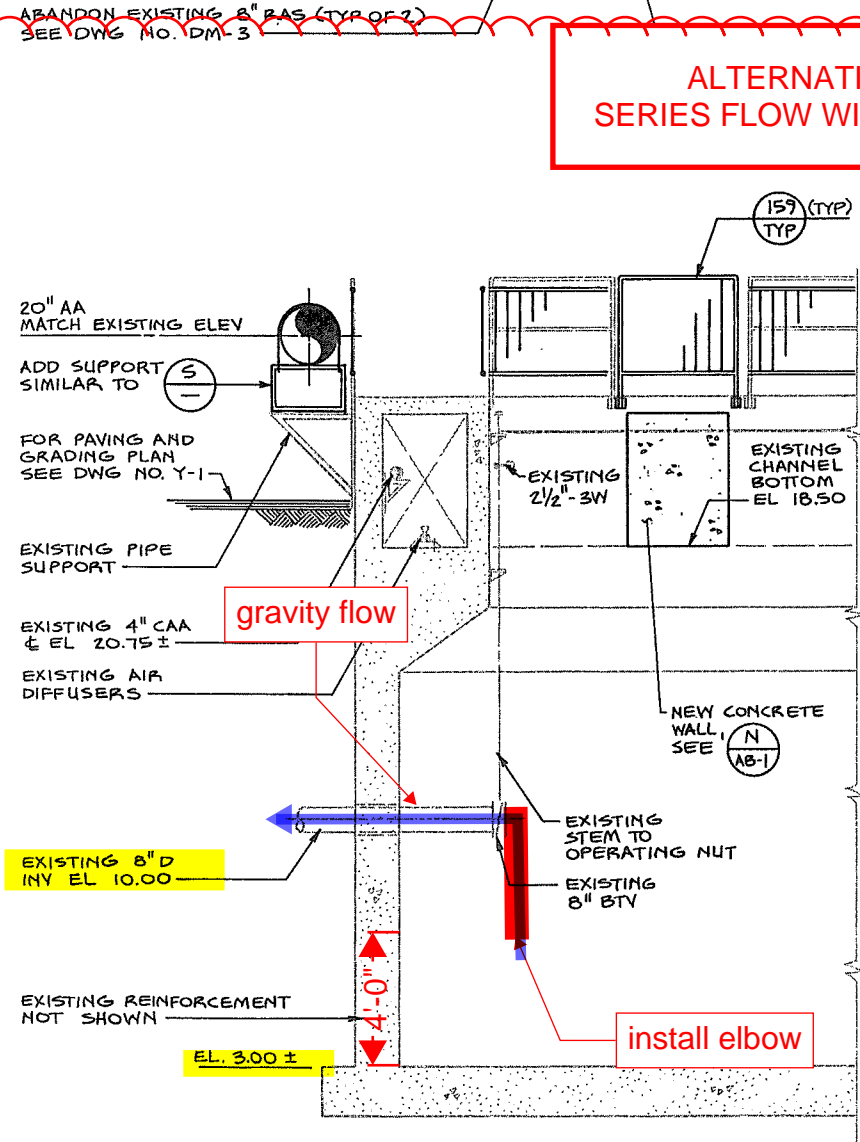 ABANDON EXISTING 8" RAS (TYP OF 2)
SEE DWG NO. DM-3
ALTERNATI
SERIES FLOW WI
159 (TYP)
TYP
20" AA
MATCH EXISTING ELEV
ADD SUPPORT
SIMILAR TO
S
—
FOR PAVING AND
GRADING PLAN
SEE DWG NO. Y-1
EXISTING
2 1/2"-3W
EXISTING
CHANNEL
BOTTOM
EL 18.50
EXISTING PIPE
SUPPORT
gravity flow
EXISTING 4" CAA
℄ EL 20.75 ±
EXISTING AIR
DIFFUSERS
NEW CONCRETE
WALL,
SEE
N
AB-1
EXISTING
STEM TO
OPERATING NUT
EXISTING 8" D
INV EL 10.00
EXISTING
8" BTV
4'-0"
EXISTING REINFORCEMENT
NOT SHOWN
install elbow
EL. 3.00 ±